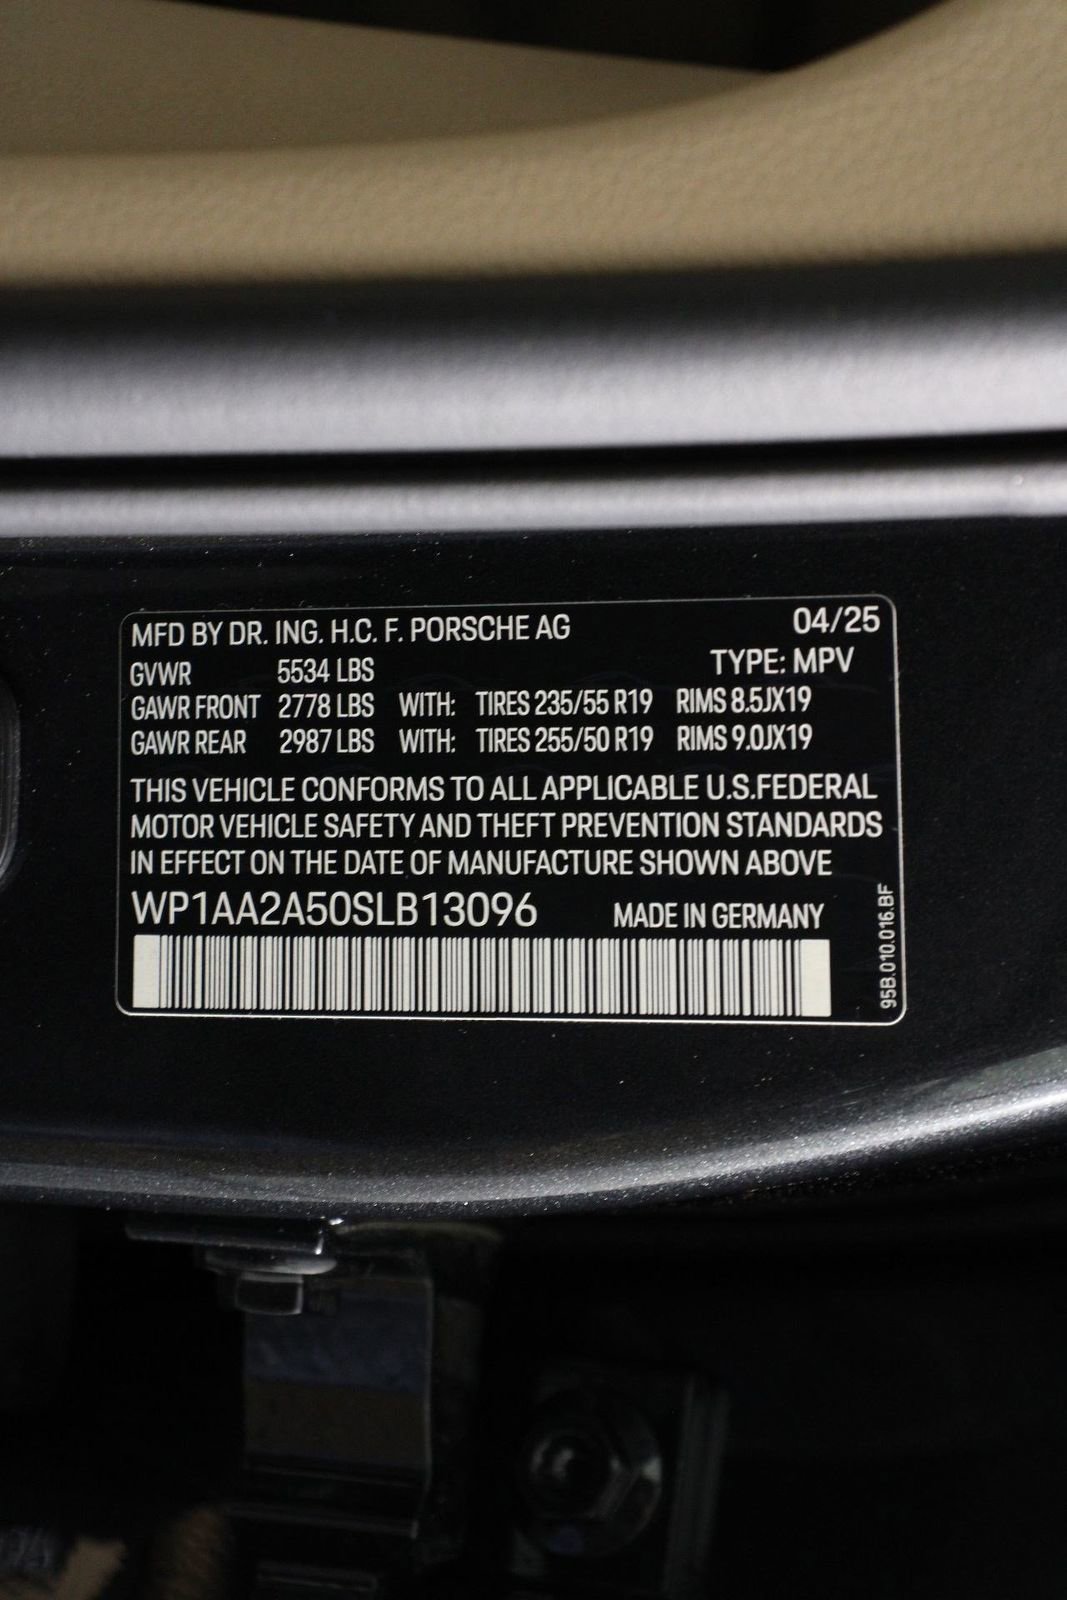 MFD BY DR. ING. H.C. F. PORSCHE AG 04/25
GVWR 5534 LBS TYPE: MPV
GAWR FRONT 2778 LBS WITH: TIRES 235/55 R19 RIMS 8.5JX19
GAWR REAR 2987 LBS WITH: TIRES 255/50 R19 RIMS 9.0JX19
THIS VEHICLE CONFORMS TO ALL APPLICABLE U.S.FEDERAL
MOTOR VEHICLE SAFETY AND THEFT PREVENTION STANDARDS
IN EFFECT ON THE DATE OF MANUFACTURE SHOWN ABOVE
WP1AA2A50SLB13096 MADE IN GERMANY
95B.010.016.BF